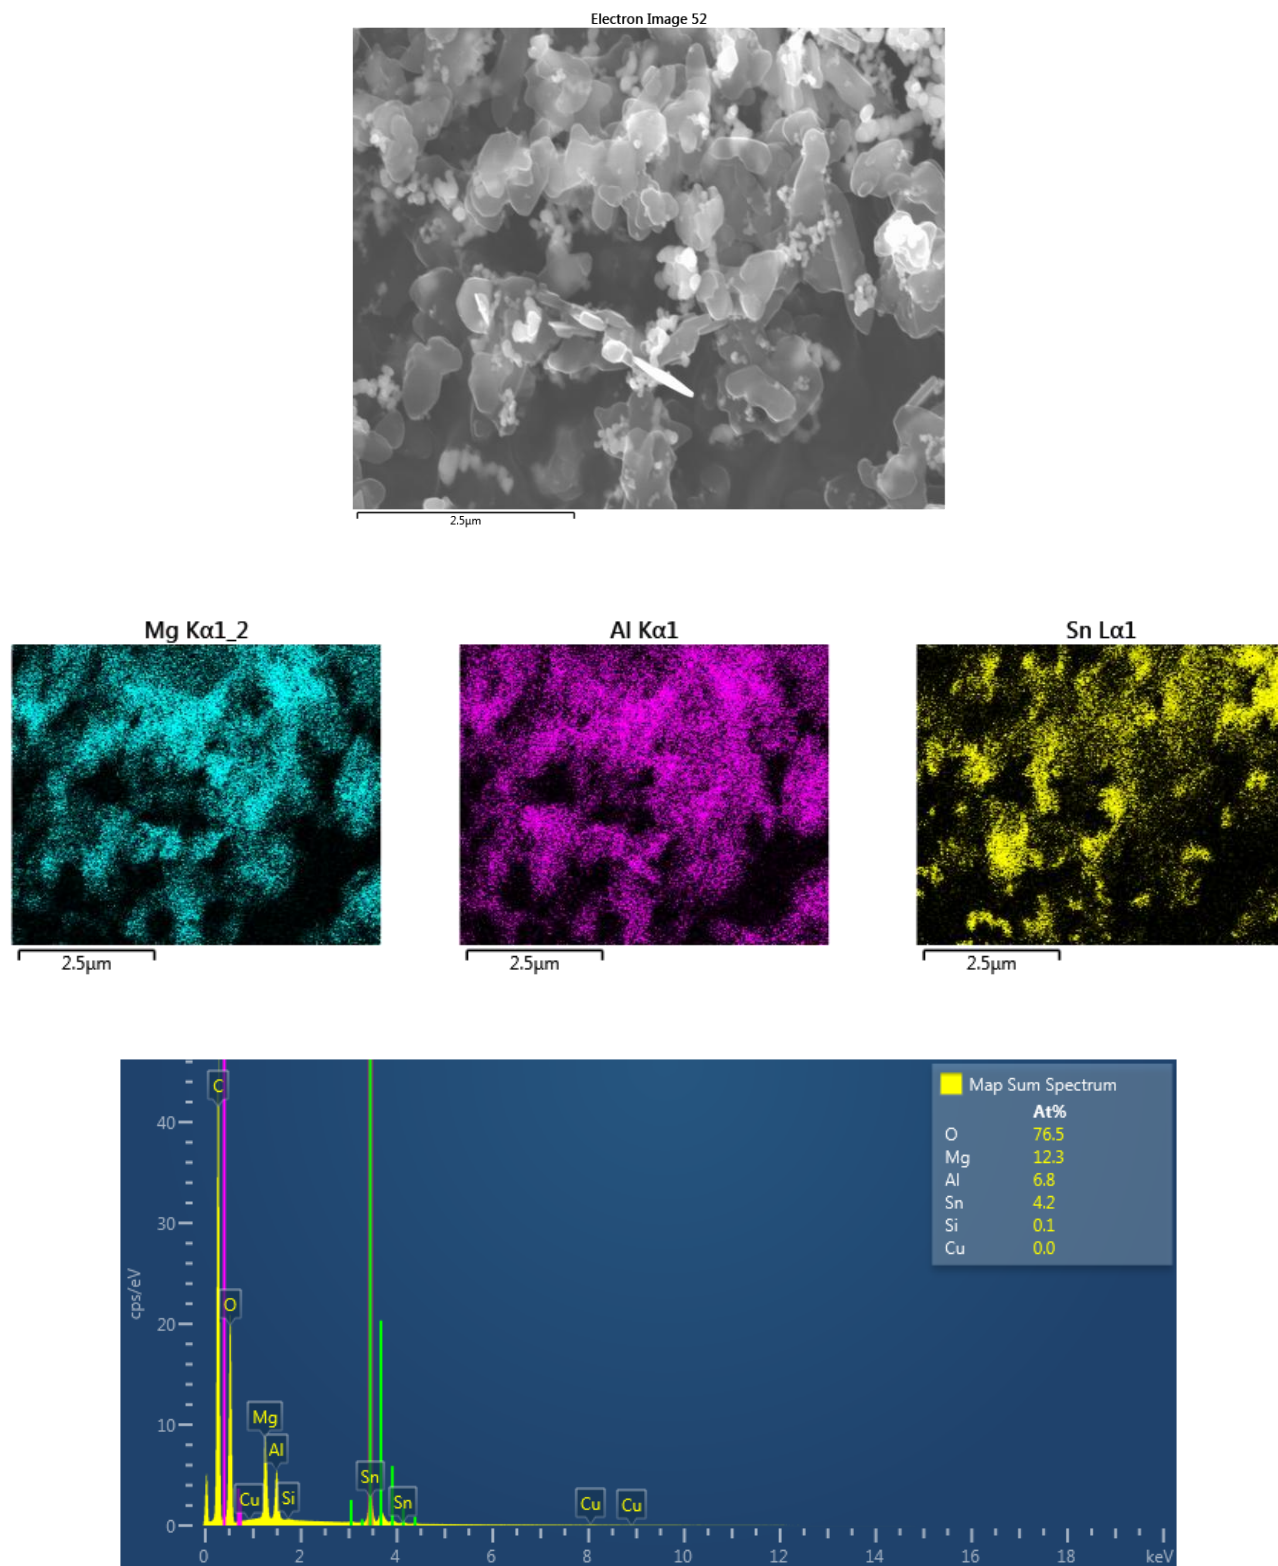 Electron Image 52
2.5µm
Mg Kα1_2
Al Kα1
Sn Lα1
2.5µm
2.5µm
2.5µm
Map Sum Spectrum
At%
O 76.5
Mg 12.3
Al 6.8
Sn 4.2
Si 0.1
Cu 0.0
C
O
Mg
Al
Cu
Si
Sn
Sn
Cu
Cu
cps/eV
40
30
20
10
0
0 2 4 6 8 10 12 14 16 18 keV